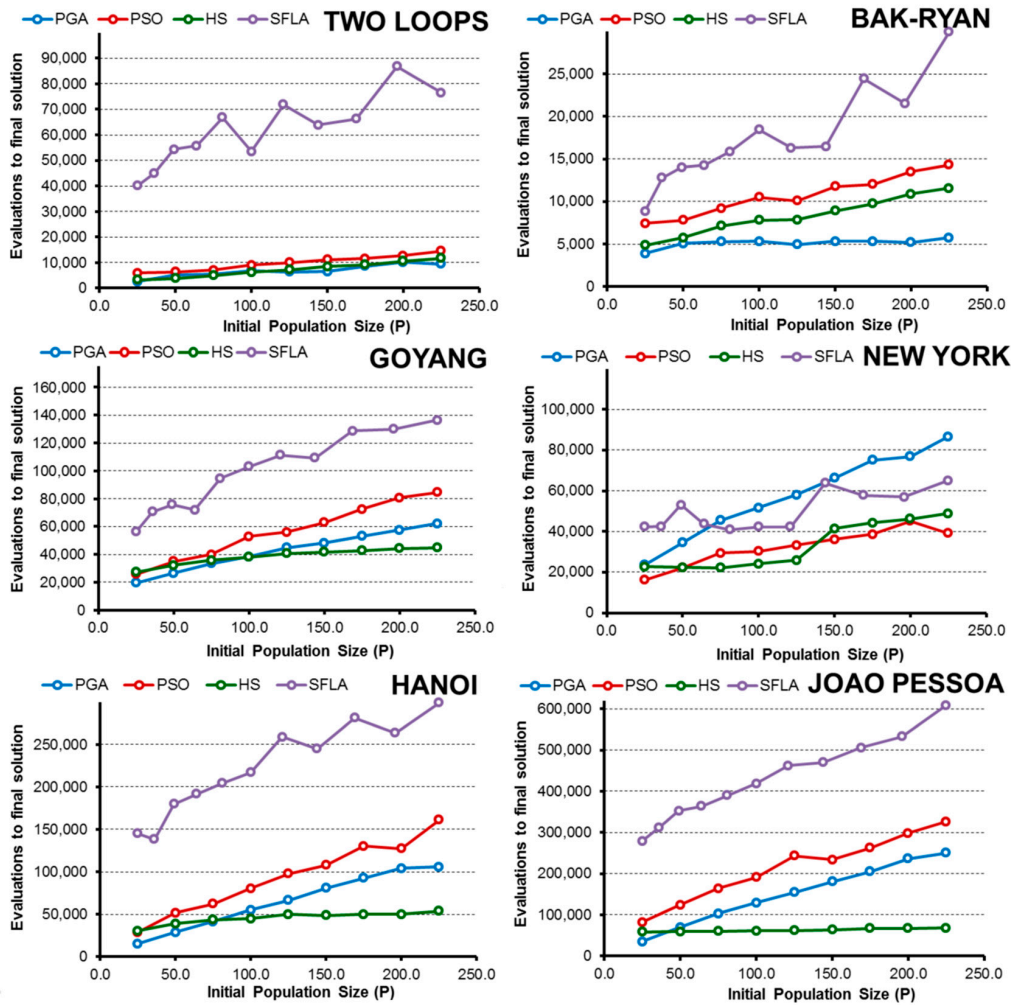 PGA PSO HS SFLA TWO LOOPS
Evaluations to final solution
90,000
80,000
70,000
60,000
50,000
40,000
30,000
20,000
10,000
0
0.0 50.0 100.0 150.0 200.0 250.0
Initial Population Size (P)
PGA PSO HS SFLA BAK-RYAN
Evaluations to final solution
25,000
20,000
15,000
10,000
5,000
0
0.0 50.0 100.0 150.0 200.0 250.0
Initial Population Size (P)
PGA PSO HS SFLA GOYANG
Evaluations to final solution
160,000
140,000
120,000
100,000
80,000
60,000
40,000
20,000
0
0.0 50.0 100.0 150.0 200.0 250.0
Initial Population Size (P)
PGA PSO HS SFLA NEW YORK
Evaluations to final solution
100,000
80,000
60,000
40,000
20,000
0
0.0 50.0 100.0 150.0 200.0 250.0
Initial Population Size (P)
PGA PSO HS SFLA HANOI
Evaluations to final solution
250,000
200,000
150,000
100,000
50,000
0
0.0 50.0 100.0 150.0 200.0 250.0
Initial Population Size (P)
PGA PSO HS SFLA JOAO PESSOA
Evaluations to final solution
600,000
500,000
400,000
300,000
200,000
100,000
0
0.0 50.0 100.0 150.0 200.0 250.0
Initial Population Size (P)